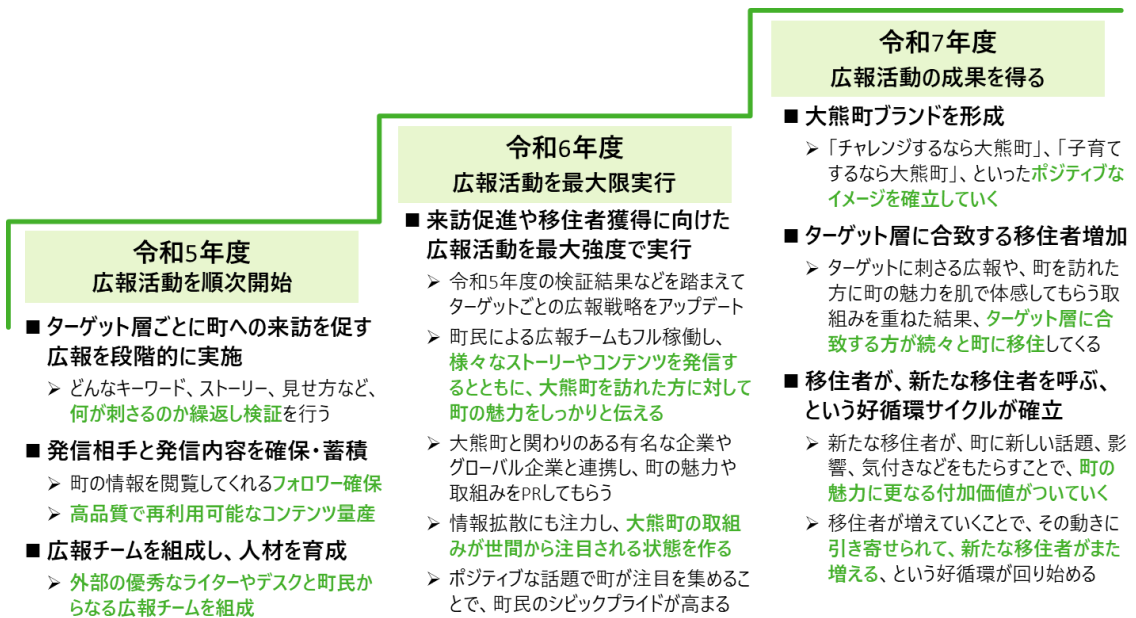 令和5年度
広報活動を順次開始
■ ターゲット層ごとに町への来訪を促す
広報を段階的に実施
➢ どんなキーワード、ストーリー、見せ方など、
何が刺さるのか繰返し検証を行う
■ 発信相手と発信内容を確保・蓄積
➢ 町の情報を閲覧してくれるフォロワー確保
➢ 高品質で再利用可能なコンテンツ量産
■ 広報チームを組成し、人材を育成
➢ 外部の優秀なライターやデスクと町民か
らなる広報チームを組成
令和6年度
広報活動を最大限実行
■ 来訪促進や移住者獲得に向けた
広報活動を最大強度で実行
➢ 令和5年度の検証結果などを踏まえて
ターゲットごとの広報戦略をアップデート
➢ 町民による広報チームもフル稼働し、
様々なストーリーやコンテンツを発信す
るとともに、大熊町を訪れた方に対して
町の魅力をしっかりと伝える
➢ 大熊町と関わりのある有名な企業や
グローバル企業と連携し、町の魅力や
取組みをPRしてもらう
➢ 情報拡散にも注力し、大熊町の取組
みが世間から注目される状態を作る
➢ ポジティブな話題で町が注目を集めるこ
とで、町民のシビックプライドが高まる
令和7年度
広報活動の成果を得る
■ 大熊町ブランドを形成
➢ 「チャレンジするなら大熊町」、「子育て
するなら大熊町」、といったポジティブな
イメージを確立していく
■ ターゲット層に合致する移住者増加
➢ ターゲットに刺さる広報や、町を訪れた
方に町の魅力を肌で体感してもらう取
組みを重ねた結果、ターゲット層に合
致する方が続々と町に移住してくる
■ 移住者が、新たな移住者を呼ぶ、
という好循環サイクルが確立
➢ 新たな移住者が、町に新しい話題、影
響、気付きなどをもたらすことで、町の
魅力に更なる付加価値がついていく
➢ 移住者が増えていくことで、その動きに
引き寄せられて、新たな移住者がまた
増える、という好循環が回り始める